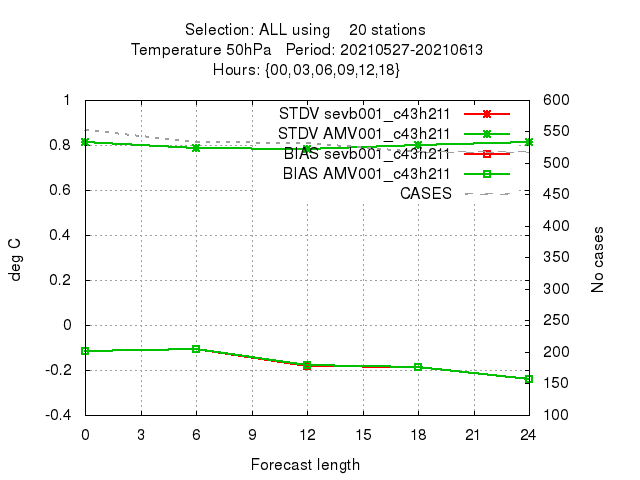 Selection: ALL using 20 stations
Temperature 50hPa Period: 20210527-20210613
Hours: {00,03,06,09,12,18}
STDV sevb001_c43h211
STDV AMV001_c43h211
BIAS sevb001_c43h211
BIAS AMV001_c43h211
CASES
1
0.8
0.6
0.4
0.2
0
-0.2
-0.4
deg C
600
550
500
450
400
350
300
250
200
150
100
No cases
0 3 6 9 12 15 18 21 24
Forecast length